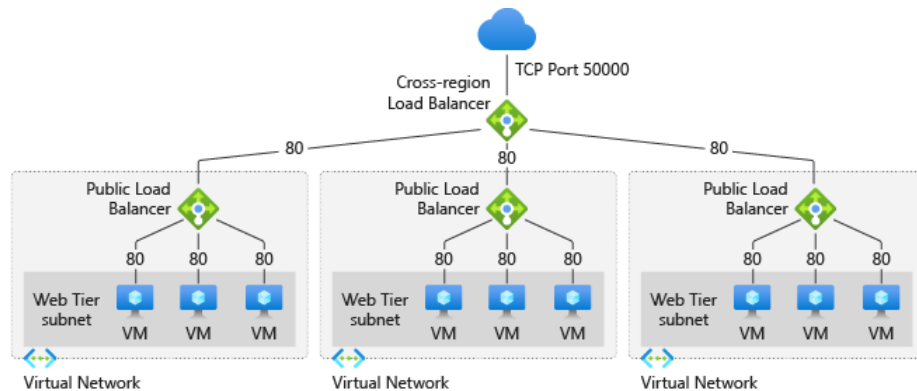 TCP Port 50000
Cross-region
Load Balancer
80
80
80
Public Load
Balancer
Public Load
Balancer
Public Load
Balancer
80
80
80
80
80
80
80
80
80
Web Tier
subnet
VM
VM
VM
Web Tier
subnet
VM
VM
VM
Web Tier
subnet
VM
VM
VM
Virtual Network
Virtual Network
Virtual Network